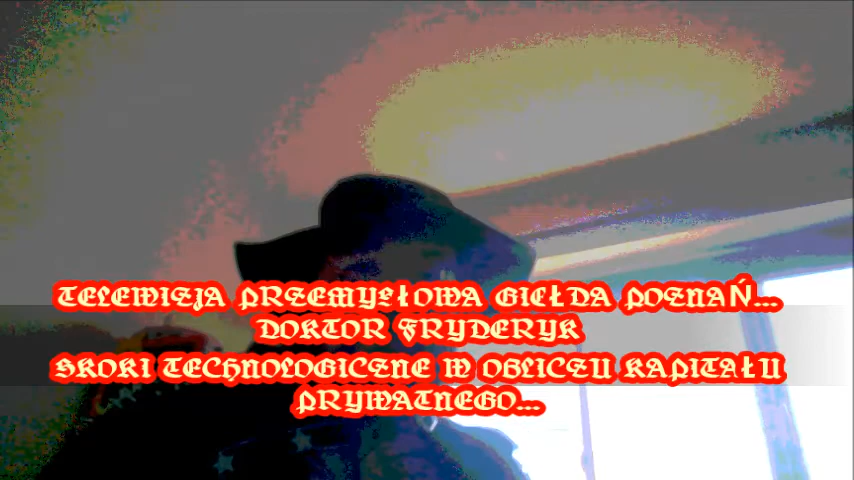 TELEWIZJA PRZEMYSŁOWA GIEŁDA POZNAŃ...
DOKTOR FRYDERYK
SKOKI TECHNOLOGICZNE W OBLICZU KAPITAŁU
PRYWATNEGO...